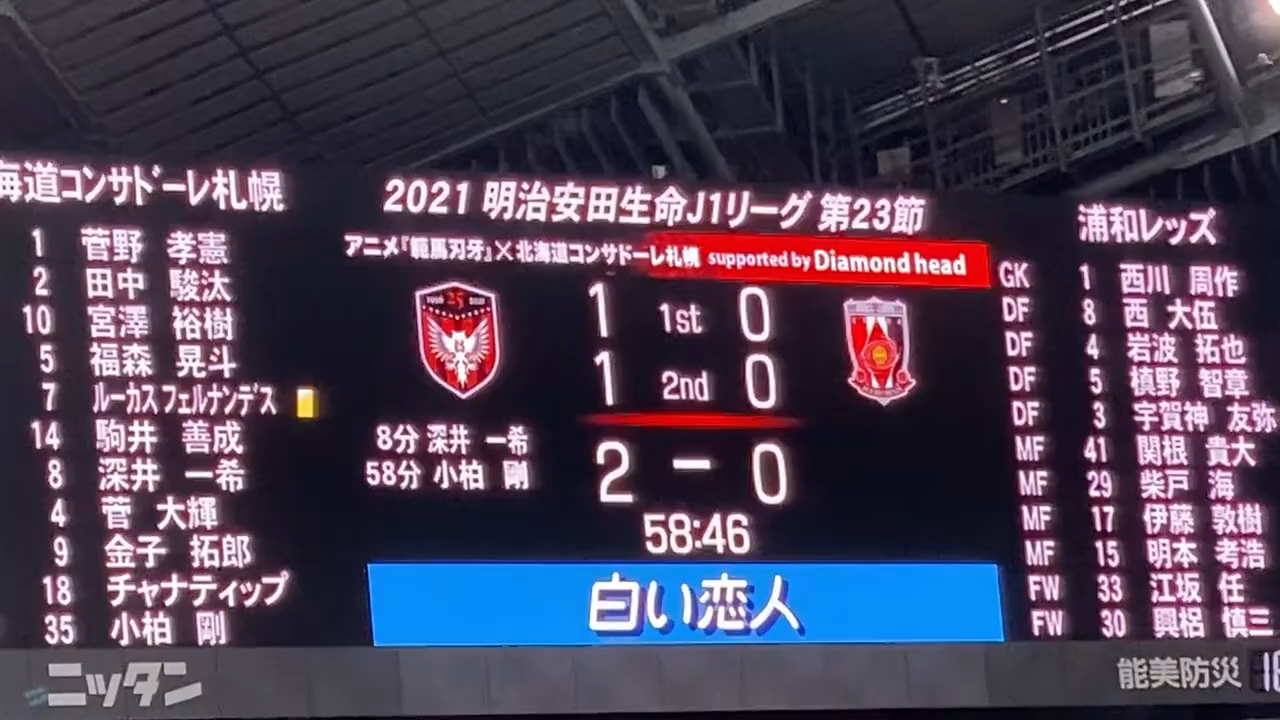 海道コンサドーレ札幌
1 菅野 孝憲
2 田中 駿汰
10 宮澤 裕樹
5 福森 晃斗
7 ルーカスフェルナンデス
14 駒井 善成
8 深井 一希
4 菅 大輝
9 金子 拓郎
18 チャナティップ
35 小柏 剛
2021 明治安田生命J1リーグ 第23節
アニメ『範馬刃牙』×北海道コンサドーレ札幌 supported by Diamond head
1 1st 0
1 2nd 0
8分 深井 一希
58分 小柏 剛
2 - 0
58:46
白い恋人
浦和レッズ
GK 1 西川 周作
DF 8 西 大伍
DF 4 岩波 拓也
DF 5 槙野 智章
DF 3 宇賀神 友弥
MF 41 関根 貴大
MF 29 柴戸 海
MF 17 伊藤 敦樹
MF 15 明本 考浩
FW 33 江坂 任
FW 30 興梠 慎三
ニッタン
能美防災